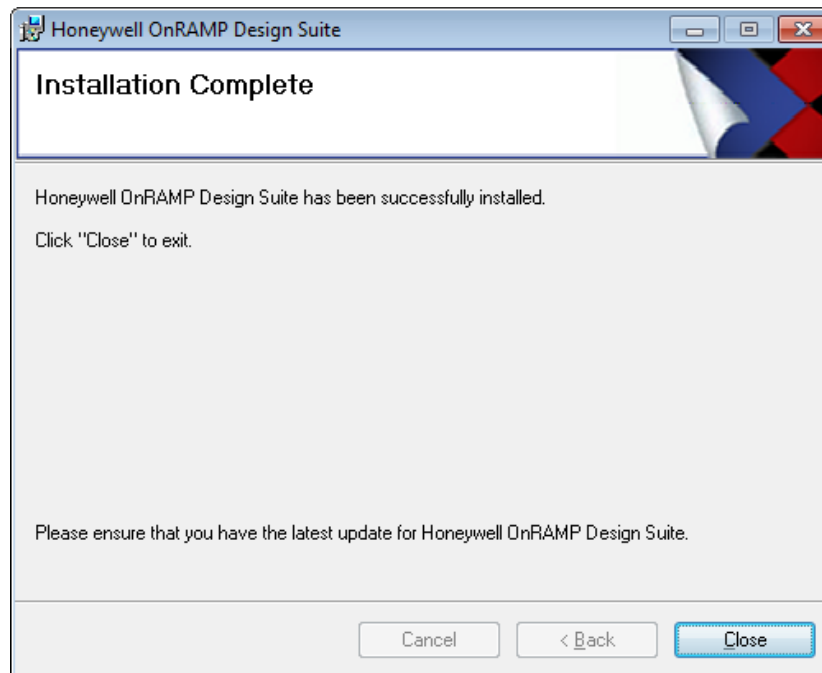 Honeywell OnRAMP Design Suite
Installation Complete
Honeywell OnRAMP Design Suite has been successfully installed.
Click "Close" to exit.
Please ensure that you have the latest update for Honeywell OnRAMP Design Suite.
Cancel < Back Close